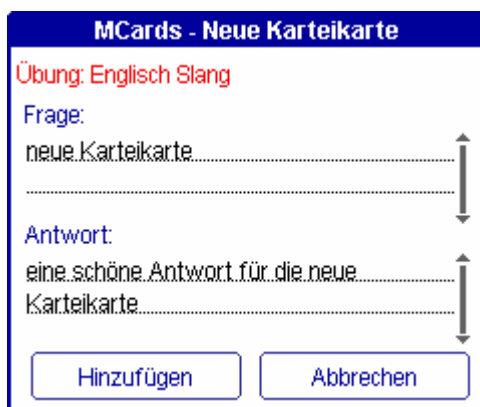 MCards - Neue Karteikarte
Übung: Englisch Slang
Frage:
neue Karteikarte
Antwort:
eine schöne Antwort für die neue
Karteikarte
Hinzufügen Abbrechen